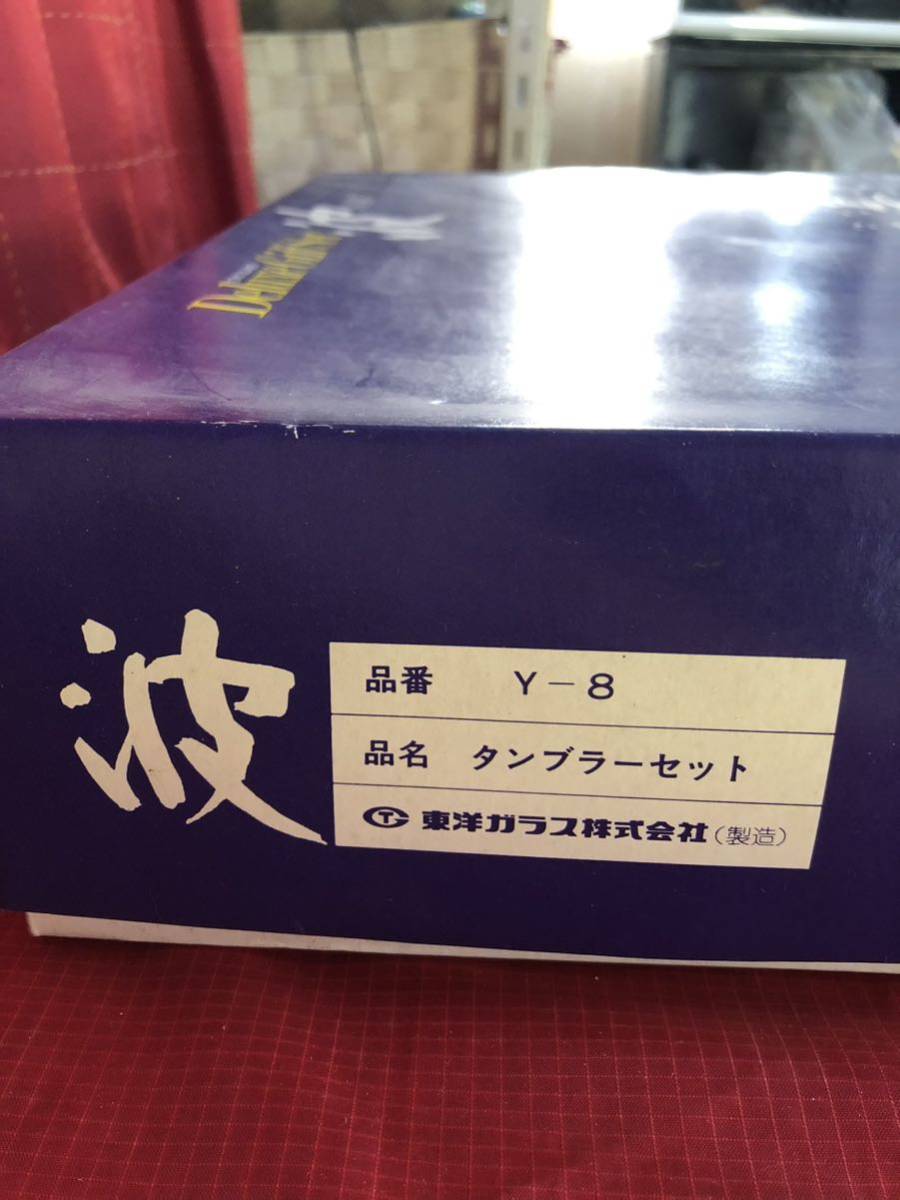 波
品番 Y-8
品名 タンブラーセット
東洋ガラス株式会社(製造)